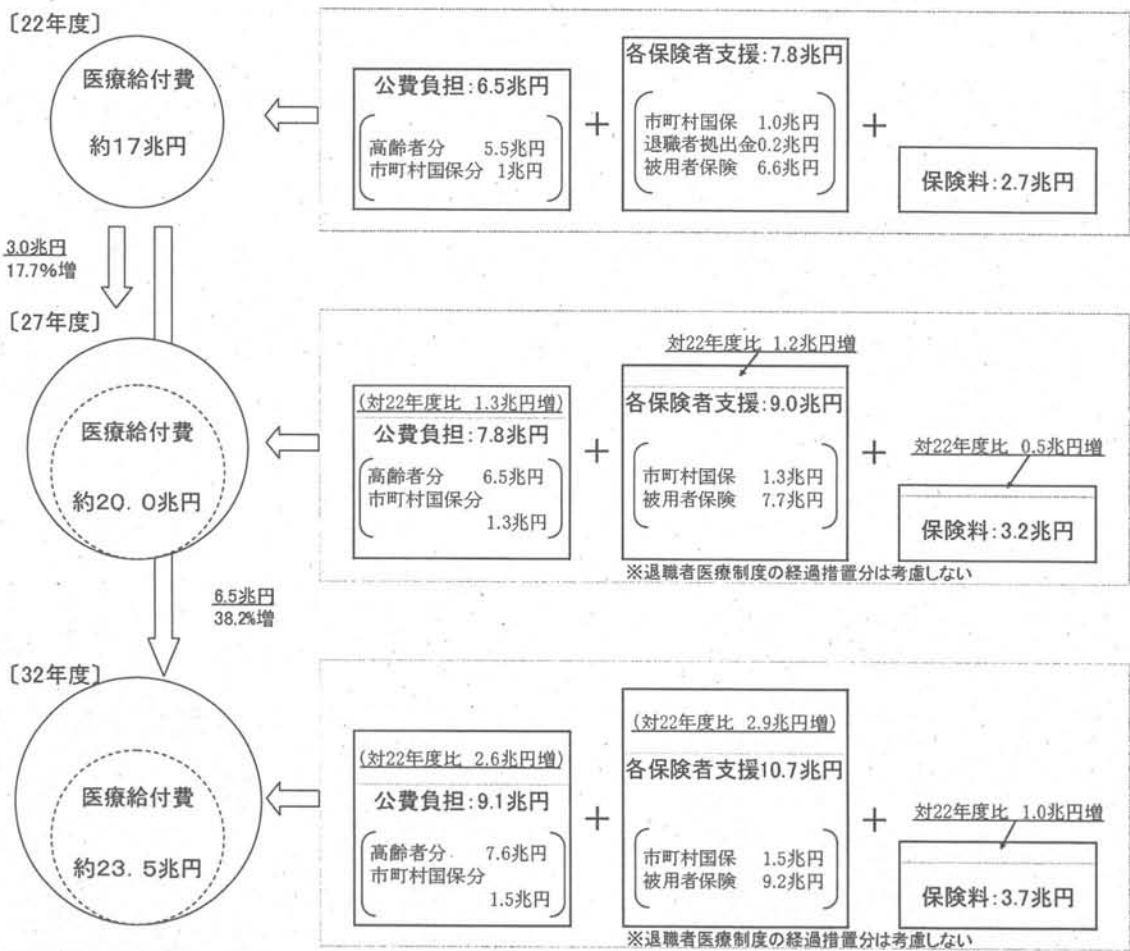 〔22年度〕
医療給付費
約17兆円
公費負担:6.5兆円
高齢者分 5.5兆円
市町村国保分 1兆円
+
各保険者支援:7.8兆円
市町村国保 1.0兆円
退職者拠出金0.2兆円
被用者保険 6.6兆円
+
保険料:2.7兆円
3.0兆円
17.7%増
〔27年度〕
医療給付費
約20.0兆円
(対22年度比 1.3兆円増)
公費負担:7.8兆円
高齢者分 6.5兆円
市町村国保分
1.3兆円
+
対22年度比 1.2兆円増
各保険者支援:9.0兆円
市町村国保 1.3兆円
被用者保険 7.7兆円
※退職者医療制度の経過措置分は考慮しない
+
対22年度比 0.5兆円増
保険料:3.2兆円
6.5兆円
38.2%増
〔32年度〕
医療給付費
約23.5兆円
(対22年度比 2.6兆円増)
公費負担:9.1兆円
高齢者分 7.6兆円
市町村国保分
1.5兆円
+
(対22年度比 2.9兆円増)
各保険者支援10.7兆円
市町村国保 1.5兆円
被用者保険 9.2兆円
※退職者医療制度の経過措置分は考慮しない
+
対22年度比 1.0兆円増
保険料:3.7兆円